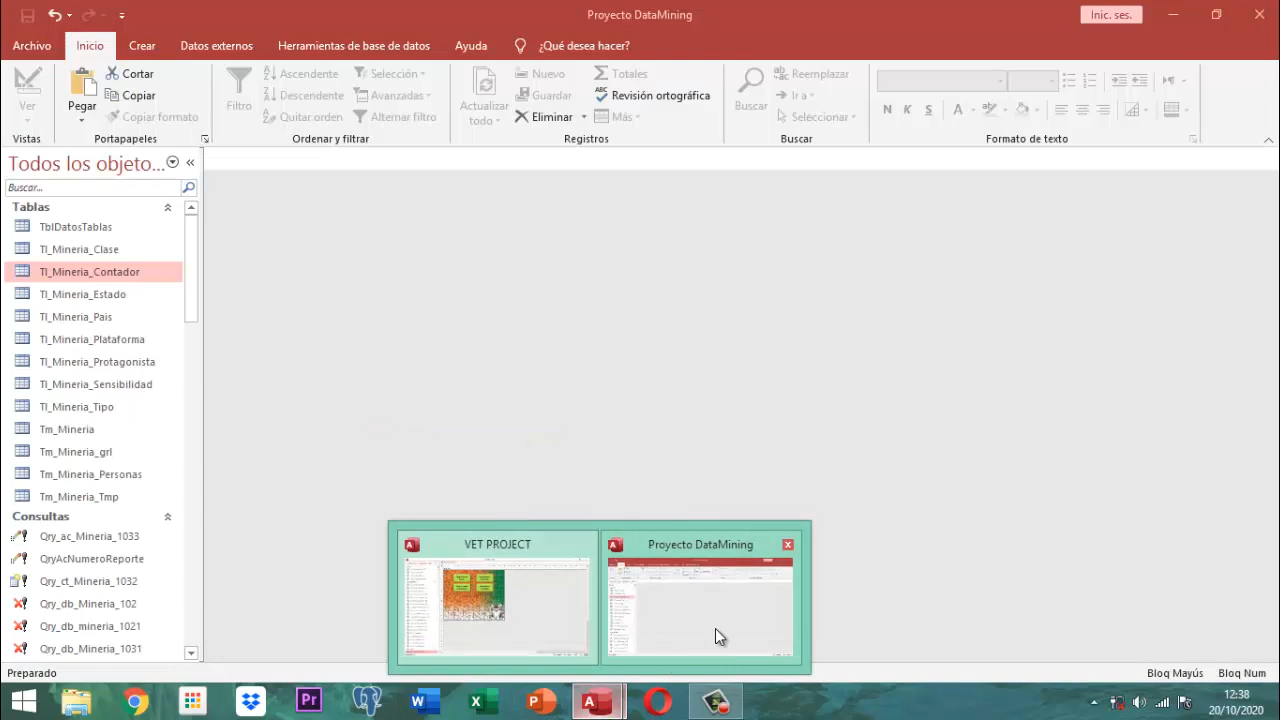 Proyecto DataMining
Inic. ses.
Archivo
Inicio
Crear
Datos externos
Herramientas de base de datos
Ayuda
¿Qué desea hacer?
Ver
Pegar
Cortar
Copiar
Copiar formato
Filtro
Ascendente
Descendente
Quitar orden
Selección
Avanzadas
Alternar filtro
Actualizar todo
Nuevo
Guardar
Eliminar
Totales
Revisión ortográfica
Más
Buscar
Reemplazar
Ir a
Seleccionar
N K S
A
Vistas
Portapapeles
Ordenar y filtrar
Registros
Buscar
Formato de texto
Todos los objeto...
Buscar...
Tablas
TblDatosTablas
Tl_Mineria_Clase
Tl_Mineria_Contador
Tl_Mineria_Estado
Tl_Mineria_Pais
Tl_Mineria_Plataforma
Tl_Mineria_Protagonista
Tl_Mineria_Sensibilidad
Tl_Mineria_Tipo
Tm_Mineria
Tm_Mineria_grl
Tm_Mineria_Personas
Tm_Mineria_Tmp
Consultas
Qry_ac_Mineria_1033
QryAcNumeroReporte
Qry_ct_Mineria_1032
Qry_db_Mineria_102
Qry_db_mineria_1021
Qry_db_Mineria_1031
VET PROJECT
Proyecto DataMining
Preparado
Bloq Mayús
Bloq Num
12:38
20/10/2020